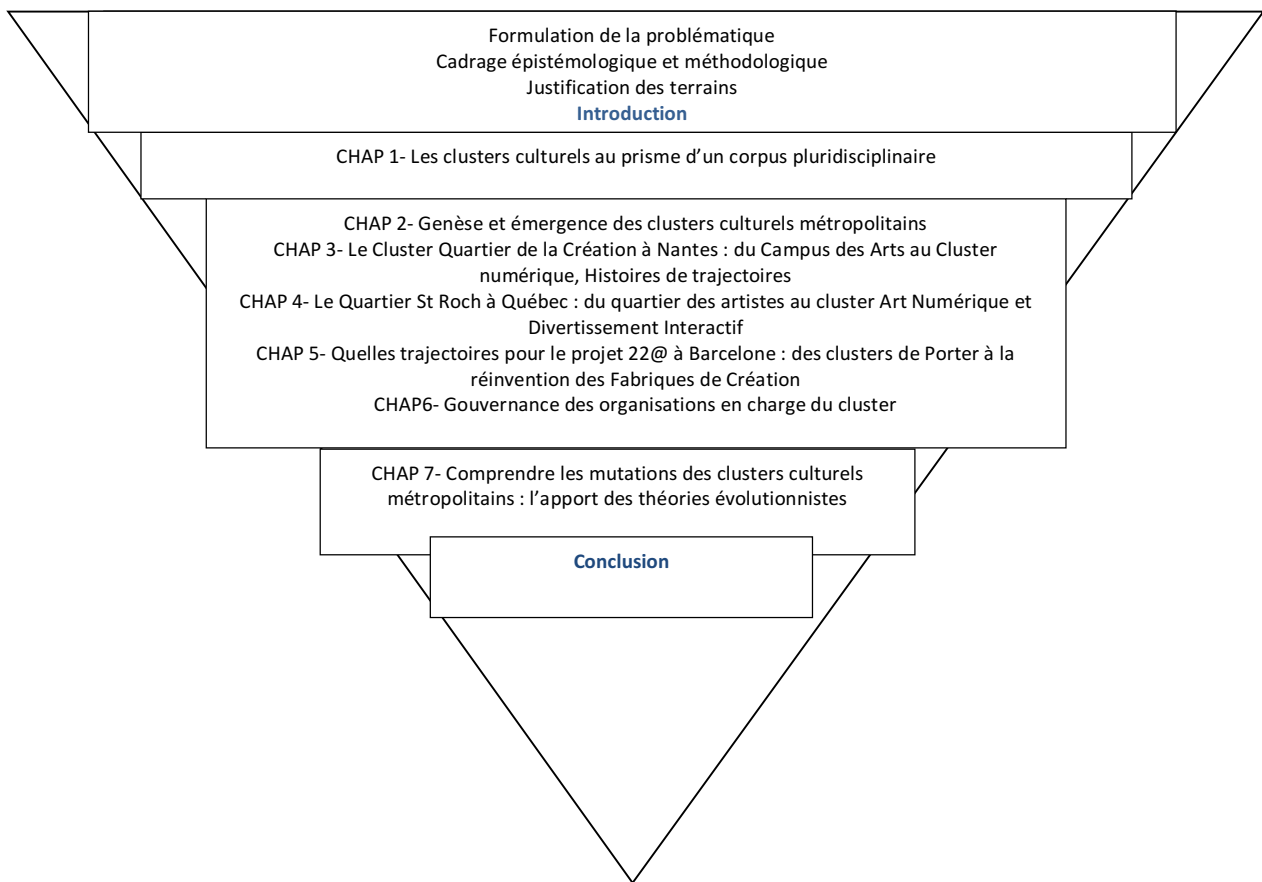 Formulation de la problématique
Cadrage épistémologique et méthodologique
Justification des terrains
Introduction
CHAP 1- Les clusters culturels au prisme d’un corpus pluridisciplinaire
CHAP 2- Genèse et émergence des clusters culturels métropolitains
CHAP 3- Le Cluster Quartier de la Création à Nantes : du Campus des Arts au Cluster
numérique, Histoires de trajectoires
CHAP 4- Le Quartier St Roch à Québec : du quartier des artistes au cluster Art Numérique et
Divertissement Interactif
CHAP 5- Quelles trajectoires pour le projet 22@ à Barcelone : des clusters de Porter à la
réinvention des Fabriques de Création
CHAP6- Gouvernance des organisations en charge du cluster
CHAP 7- Comprendre les mutations des clusters culturels
métropolitains : l’apport des théories évolutionnistes
Conclusion